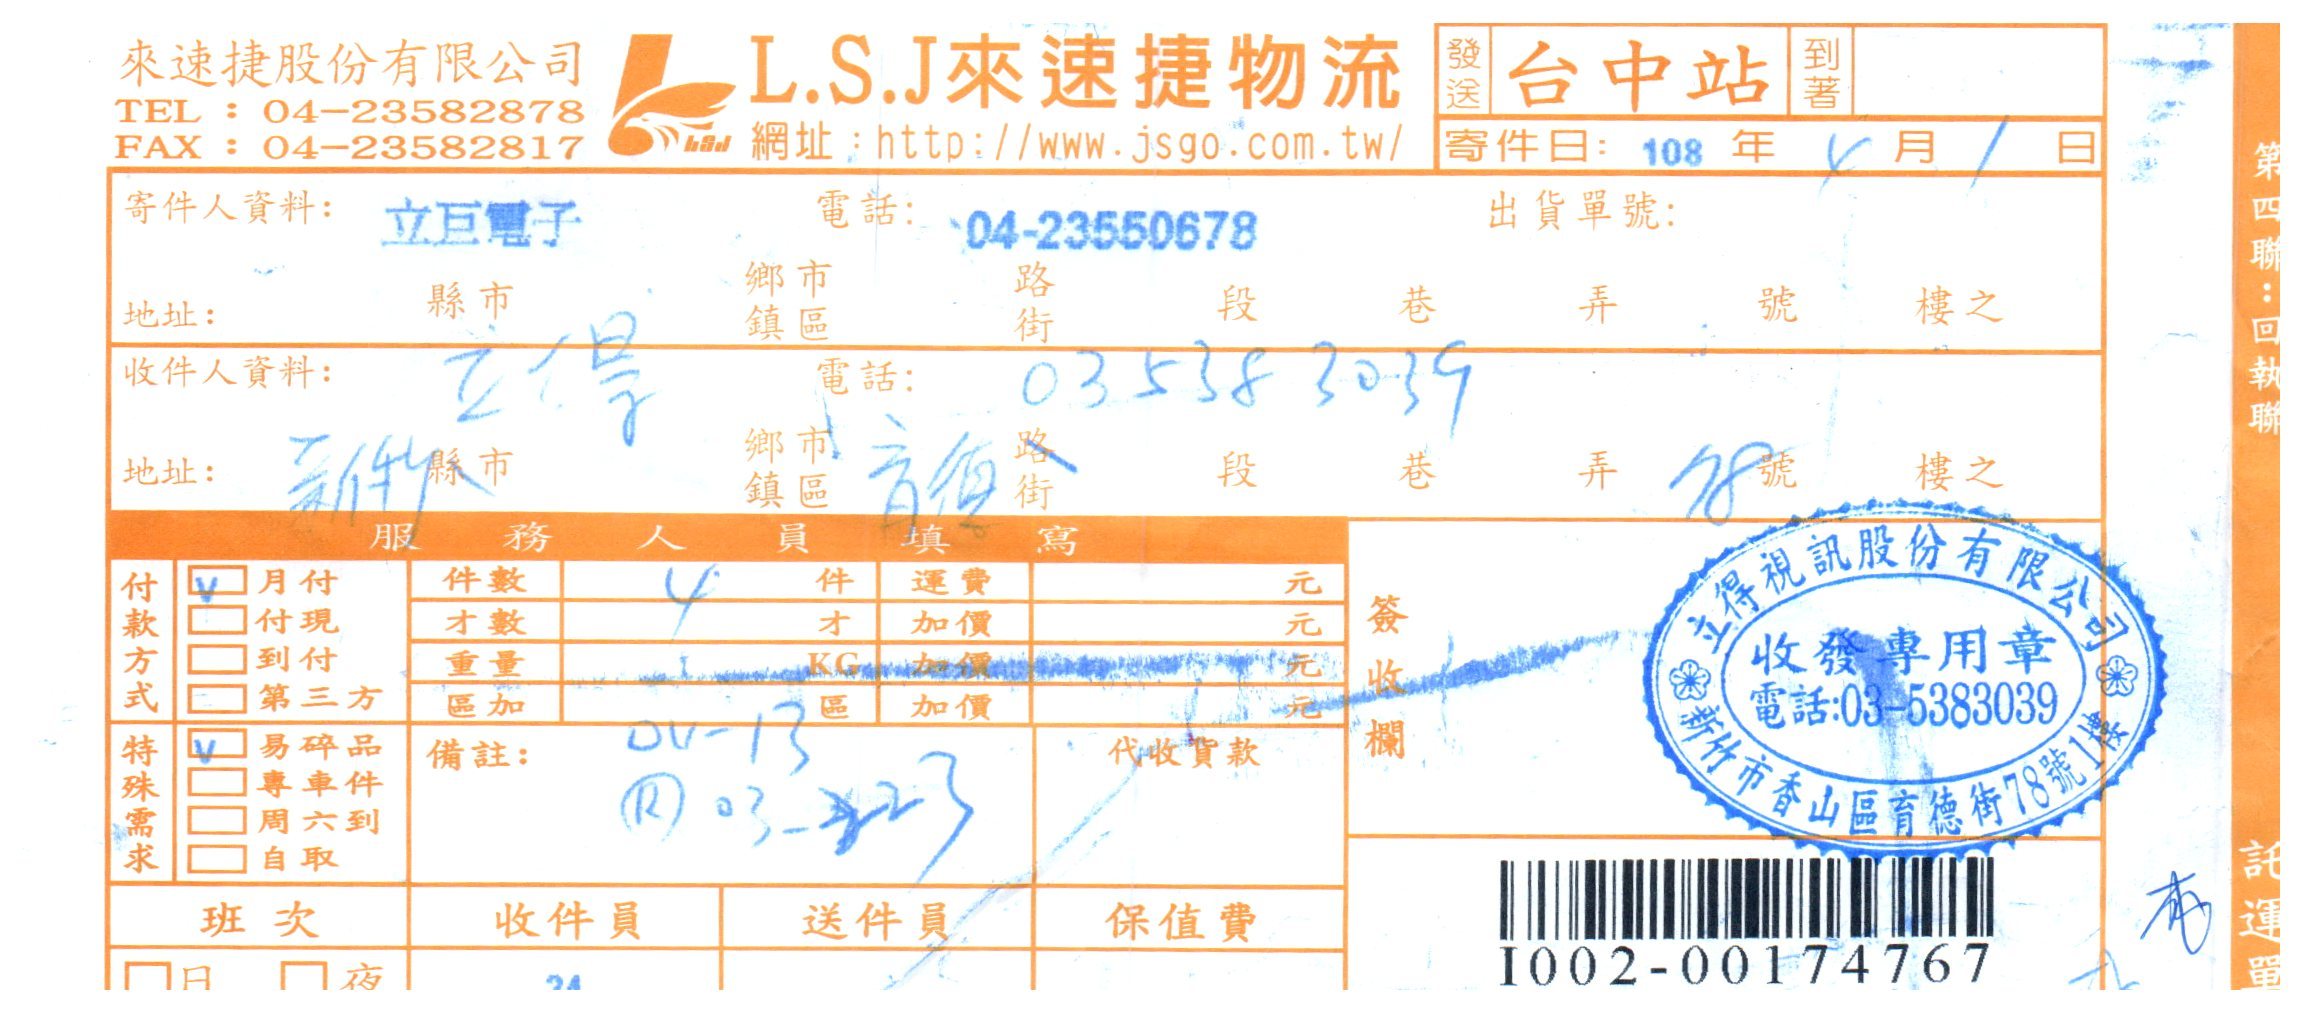 來速捷股份有限公司
TEL : 04-23582878
FAX : 04-23582817
lsj
L.S.J來速捷物流
網址:http://www.jsgo.com.tw/
發送 台中站 到著
寄件日: 108 年 4 月 1 日
寄件人資料: 立巨電子 電話: 04-23550678 出貨單號:
地址: 縣市 鄉鎮市區 路街 段 巷 弄 號 樓之
收件人資料: 立得 電話: 035383039
地址: 新竹 縣市 鄉鎮市區 育德 路街 段 巷 弄 78 號 樓之
服務人員填寫
付款方式
V 月付
付現
到付
第三方
件數 4 件 運費 元
才數 才 加價 元
重量 KG 加價 元
區加 區 加價 元
特殊需求
V 易碎品
專車件
周六到
自取
備註: DV-13
代收貨款
簽收欄
立得視訊股份有限公司
收發專用章
電話:03-5383039
新竹市香山區育德街78號1樓
班次 收件員 送件員 保值費
日 夜 24
I002-00174767
第四聯:回執聯
託運單